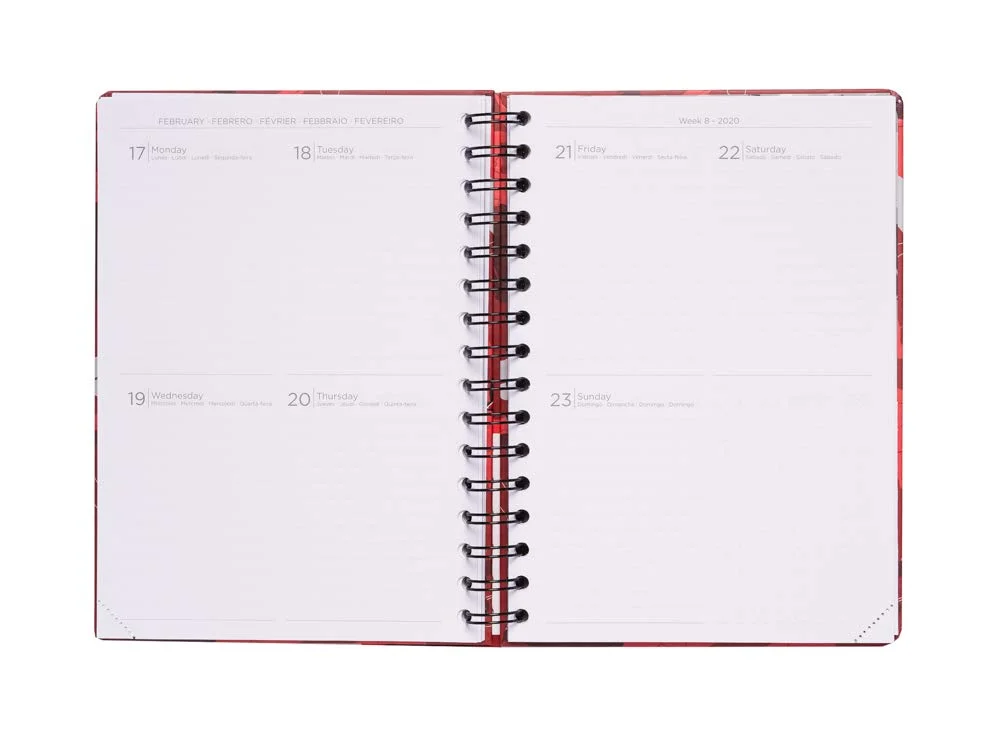 FEBRUARY · FEBRERO · FÉVRIER · FEBBRAIO · FEVEREIRO
17 Monday
Lunes · Lundi · Lunedì · Segunda-feira
18 Tuesday
Martes · Mardi · Martedì · Terça-feira
19 Wednesday
Miércoles · Mercredi · Mercoledì · Quarta-feira
20 Thursday
Jueves · Jeudi · Giovedì · Quinta-feira
Week 8 - 2020
21 Friday
Viernes · Vendredi · Venerdì · Sexta-feira
22 Saturday
Sábado · Samedi · Sabato · Sábado
23 Sunday
Domingo · Dimanche · Domenica · Domingo